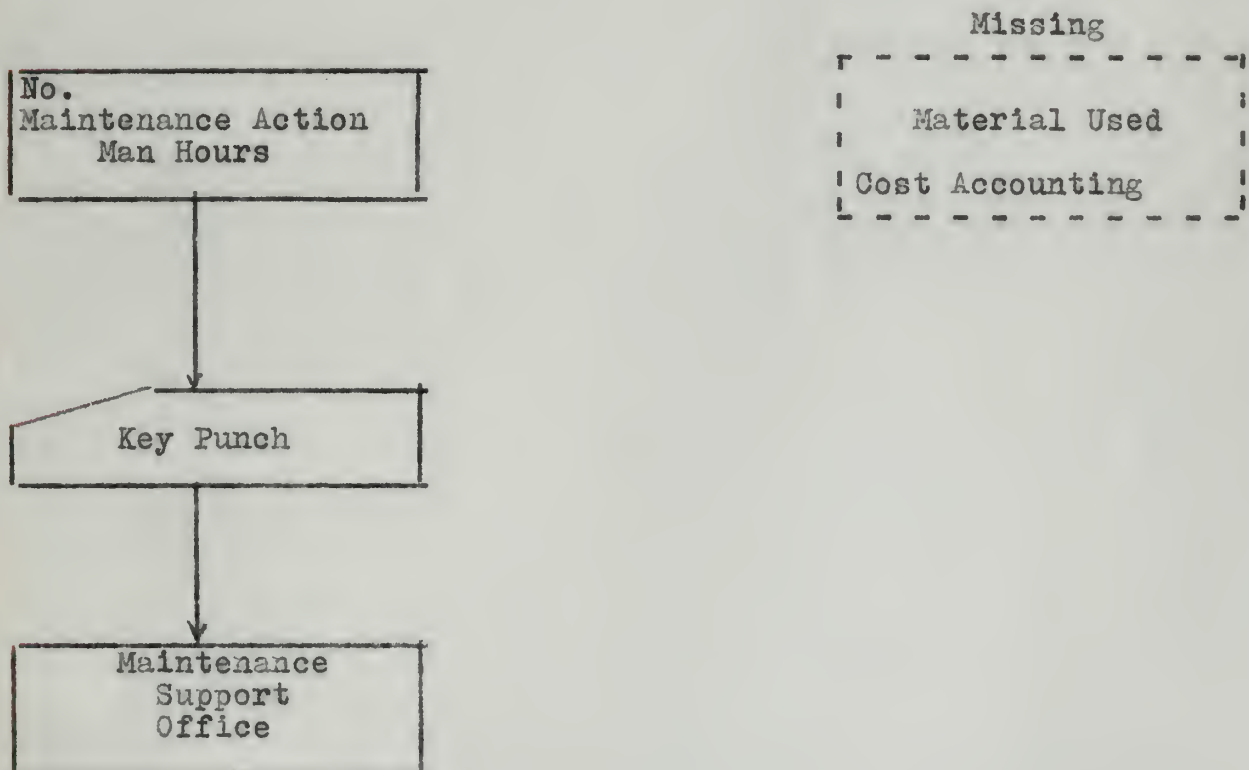 Missing
No.
Maintenance Action
Man Hours
Material Used
Cost Accounting
Key Punch
Maintenance
Support
Office